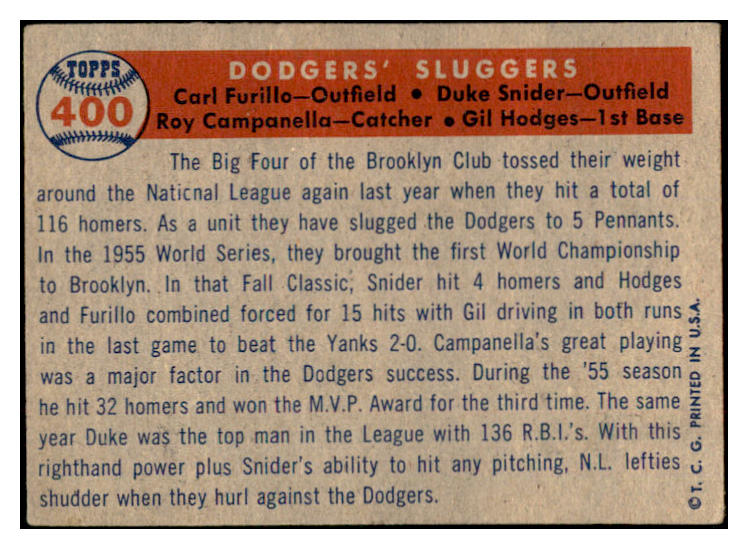 TOPPS
400
DODGERS' SLUGGERS
Carl Furillo—Outfield • Duke Snider—Outfield
Roy Campanella—Catcher • Gil Hodges—1st Base
The Big Four of the Brooklyn Club tossed their weight
around the National League again last year when they hit a total of
116 homers. As a unit they have slugged the Dodgers to 5 Pennants.
In the 1955 World Series, they brought the first World Championship
to Brooklyn. In that Fall Classic, Snider hit 4 homers and Hodges
and Furillo combined forced for 15 hits with Gil driving in both runs
in the last game to beat the Yanks 2-0. Campanella's great playing
was a major factor in the Dodgers success. During the '55 season
he hit 32 homers and won the M.V.P. Award for the third time. The same
year Duke was the top man in the League with 136 R.B.I.'s. With this
righthand power plus Snider's ability to hit any pitching, N.L. lefties
shudder when they hurl against the Dodgers.
© T. C. G. PRINTED IN U.S.A.